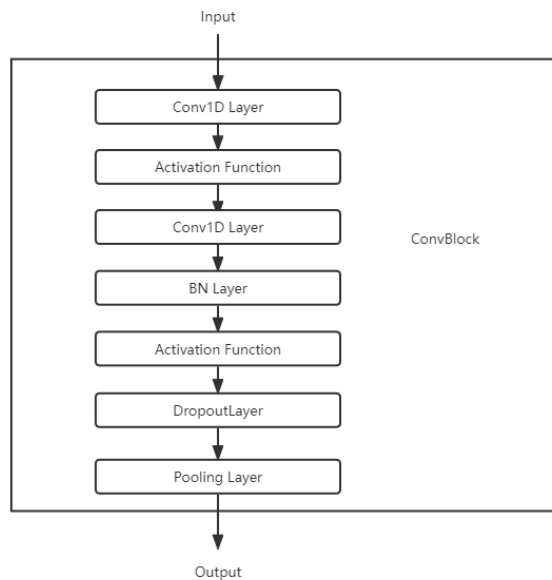 Input
Conv1D Layer
Activation Function
Conv1D Layer
ConvBlock
BN Layer
Activation Function
DropoutLayer
Pooling Layer
Output